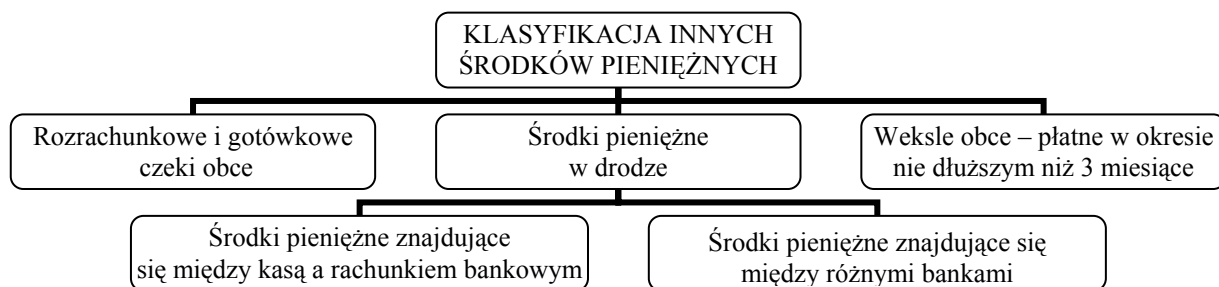 KLASYFIKACJA INNYCH
ŚRODKÓW PIENIĘŻNYCH
Rozrachunkowe i gotówkowe
czeki obce
Środki pieniężne
w drodze
Weksle obce – płatne w okresie
nie dłuższym niż 3 miesiące
Środki pieniężne znajdujące
się między kasą a rachunkiem bankowym
Środki pieniężne znajdujące się
między różnymi bankami